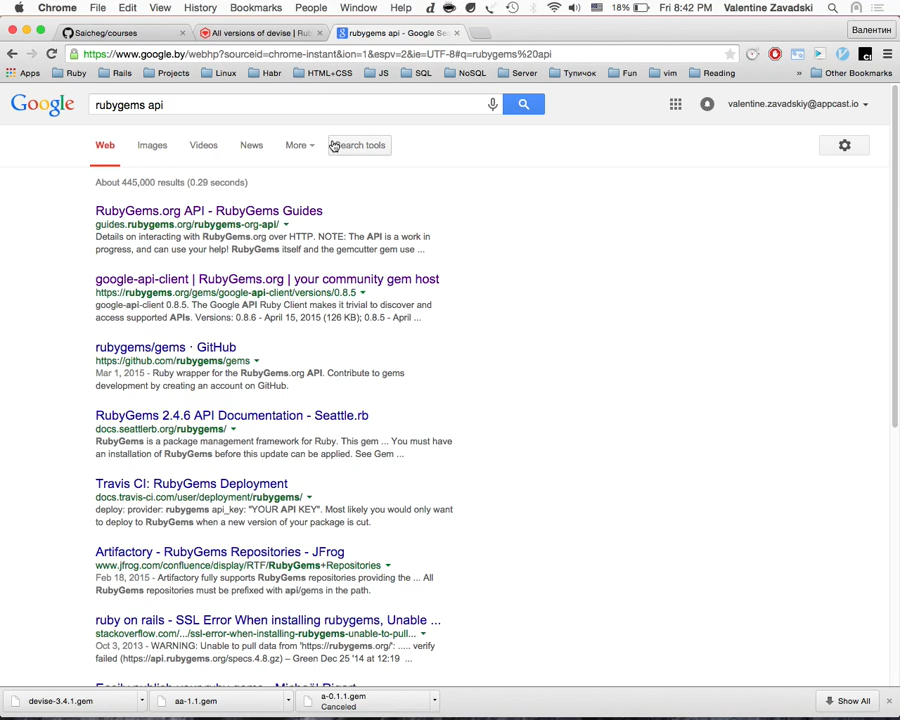 Chrome File Edit View History Bookmarks People Window Help 18% Fri 8:42 PM Valentine Zavadski
Saicheg/courses All versions of devise | Rub rubygems api - Google Sea Валентин
https://www.google.by/webhp?sourceid=chrome-instant&ion=1&espv=2&ie=UTF-8#q=rubygems%20api
Apps Ruby Rails Projects Linux Habr HTML+CSS JS SQL NoSQL Server Тупичок Fun vim Reading » Other Bookmarks
Google rubygems api valentine.zavadskiy@appcast.io
Web Images Videos News More Search tools
About 445,000 results (0.29 seconds)
RubyGems.org API - RubyGems Guides
guides.rubygems.org/rubygems-org-api/
Details on interacting with RubyGems.org over HTTP. NOTE: The API is a work in
progress, and can use your help! RubyGems itself and the gemcutter gem use ...
google-api-client | RubyGems.org | your community gem host
https://rubygems.org/gems/google-api-client/versions/0.8.5
google-api-client 0.8.5. The Google API Ruby Client makes it trivial to discover and
access supported APIs. Versions: 0.8.6 - April 15, 2015 (126 KB); 0.8.5 - April ...
rubygems/gems · GitHub
https://github.com/rubygems/gems
Mar 1, 2015 - Ruby wrapper for the RubyGems.org API. Contribute to gems
development by creating an account on GitHub.
RubyGems 2.4.6 API Documentation - Seattle.rb
docs.seattlerb.org/rubygems/
RubyGems is a package management framework for Ruby. This gem ... You must have
an installation of RubyGems before this update can be applied. See Gem ...
Travis CI: RubyGems Deployment
docs.travis-ci.com/user/deployment/rubygems/
deploy: provider: rubygems api_key: "YOUR API KEY". Most likely you would only want
to deploy to RubyGems when a new version of your package is cut.
Artifactory - RubyGems Repositories - JFrog
www.jfrog.com/confluence/display/RTF/RubyGems+Repositories
Feb 18, 2015 - Artifactory fully supports RubyGems repositories providing the ... All
RubyGems repositories must be prefixed with api/gems in the path.
ruby on rails - SSL Error When installing rubygems, Unable ...
stackoverflow.com/.../ssl-error-when-installing-rubygems-unable-to-pull...
Oct 3, 2013 - WARNING: Unable to pull data from 'https://rubygems.org/': ..... verify
failed (https://api.rubygems.org/specs.4.8.gz) – Green Dec 25 '14 at 12:19 ...
devise-3.4.1.gem aa-1.1.gem a-0.1.1.gem Show All
Canceled